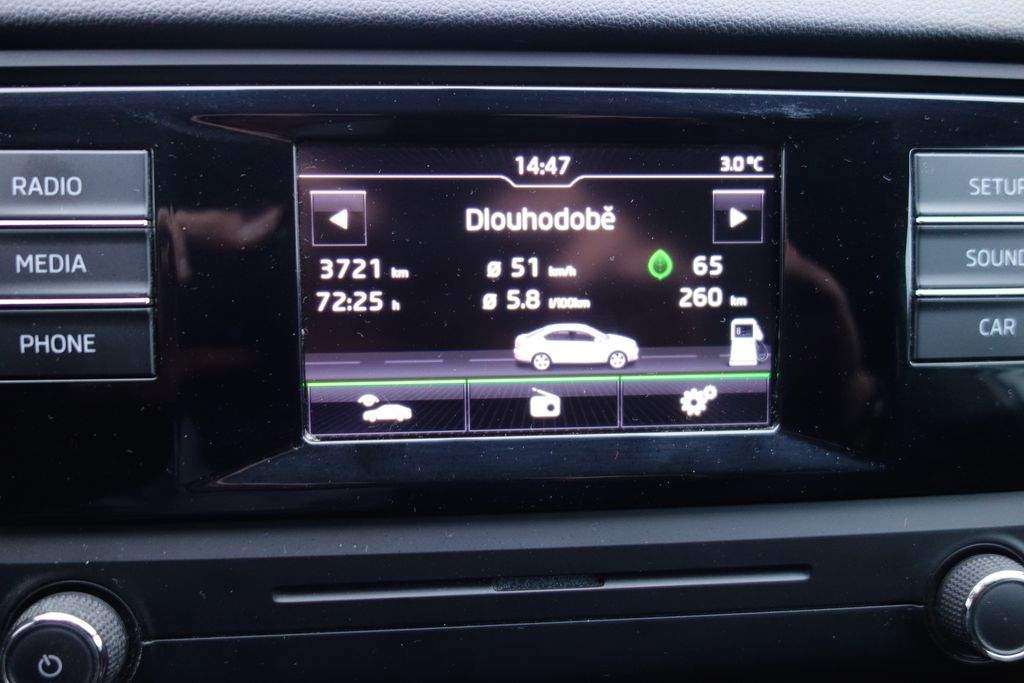 14:47 3.0 °C
RADIO
MEDIA
PHONE
Dlouhodobě
3721 km
ø 51 km/h
65
72:25 h
ø 5.8 l/100km
260 km
SETUP
SOUND
CAR